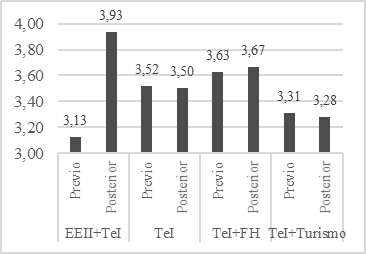 4,00
3,80
3,60
3,40
3,20
3,00
3,13
3,93
3,52
3,50
3,63
3,67
3,31
3,28
Previo
Posterior
Previo
Posterior
Previo
Posterior
Previo
Posterior
EEII+TeI
TeI
TeI+FH
TeI+Turismo